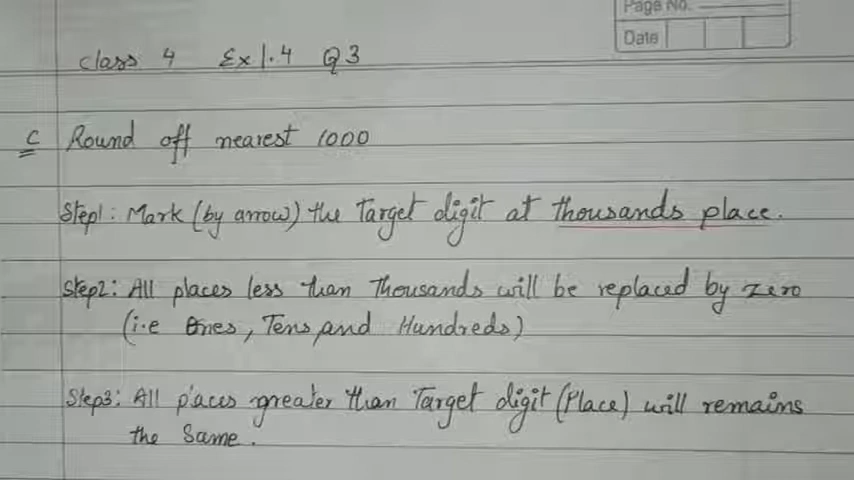 Page No.
Date
Class 4 Ex 1.4 Q3
C Round off nearest 1000
Step1: Mark (by arrow) the Target digit at thousands place.
Step2: All places less than Thousands will be replaced by zero
(i.e Ones, Tens, and Hundreds)
Step3: All places greater than Target digit (Place) will remains
the Same.